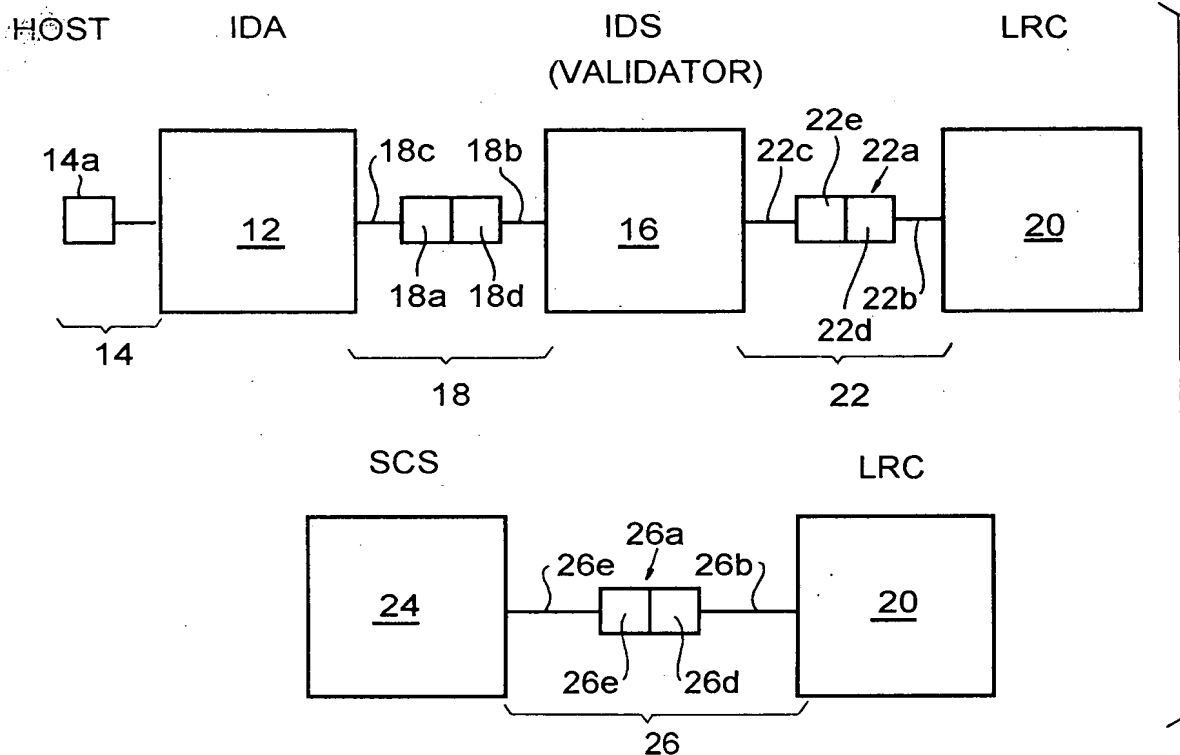 HOST IDA IDS LRC
(VALIDATOR)
14a 18c 18b 22c 22e 22a
12 16 20
18a 18d 22d 22b
14 18 22
SCS LRC
26e 26a 26b
24 20
26e 26d
26